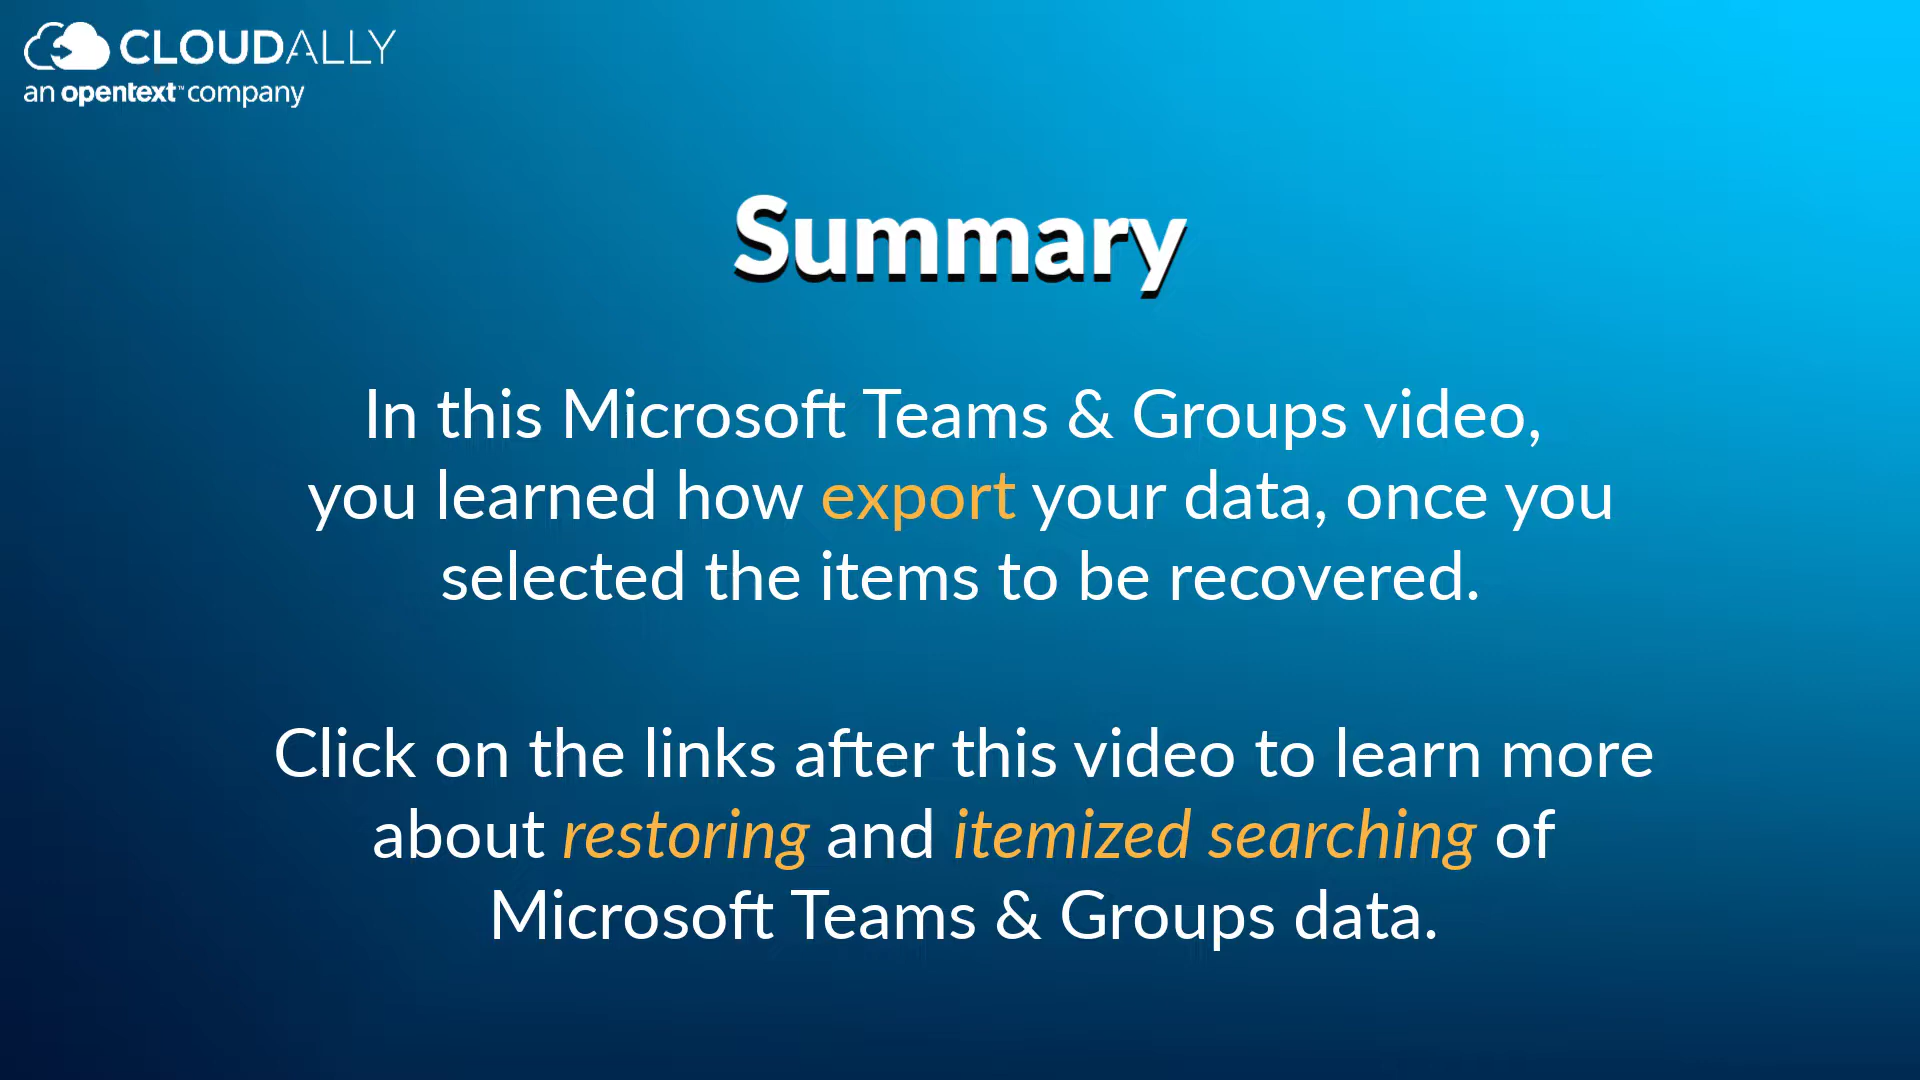 CLOUDALLY
an opentext™ company
Summary
In this Microsoft Teams & Groups video,
you learned how export your data, once you
selected the items to be recovered.
Click on the links after this video to learn more
about restoring and itemized searching of
Microsoft Teams & Groups data.